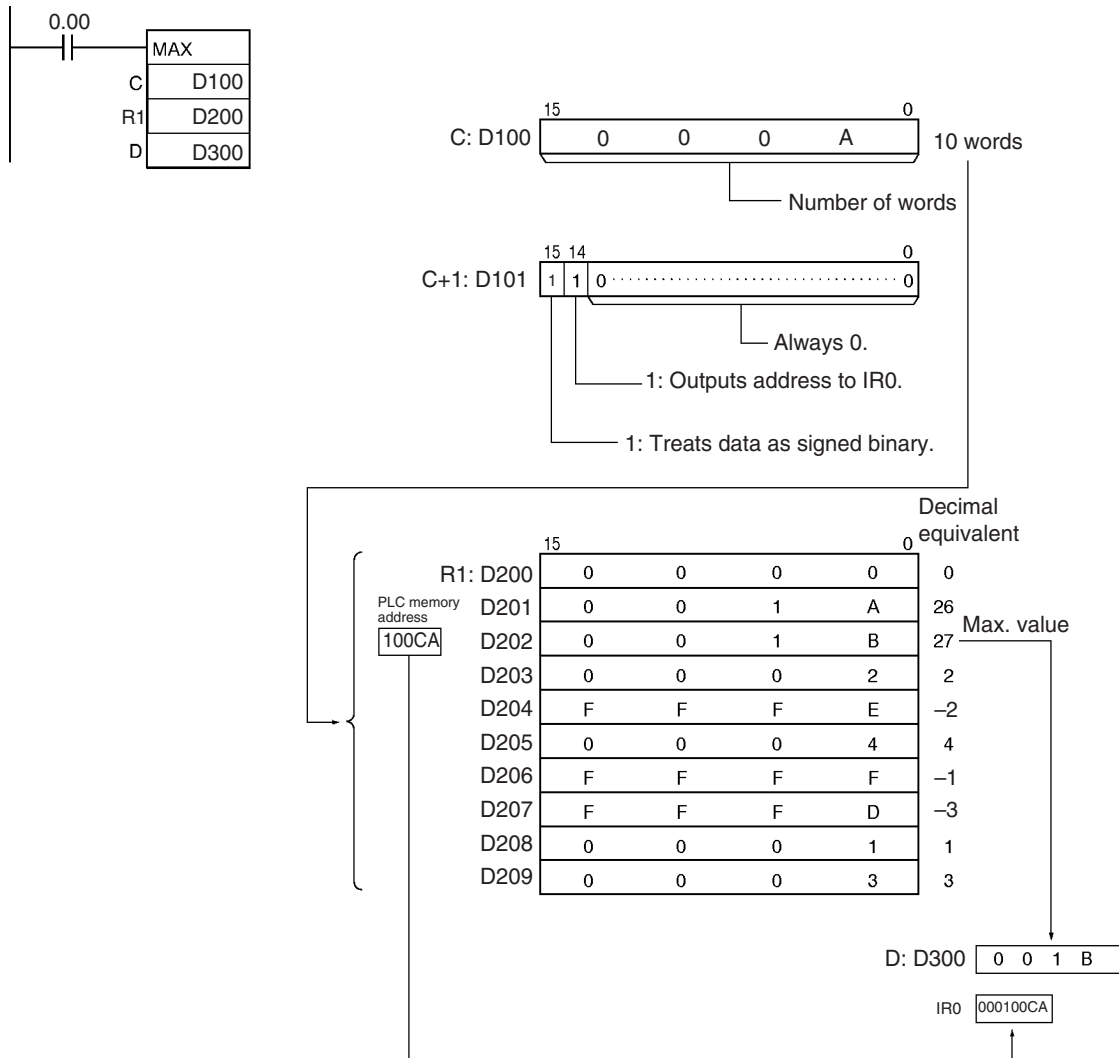 0.00
MAX
C D100
R1 D200
D D300
15 0
C: D100 0 0 0 A 10 words
Number of words
15 14 0
C+1: D101 1 1 0 ........................................ 0
Always 0.
1: Outputs address to IR0.
1: Treats data as signed binary.
Decimal
equivalent
15 0
R1: D200 0 0 0 0 0
PLC memory
address
100CA
D201 0 0 1 A 26
Max. value
D202 0 0 1 B 27
D203 0 0 0 2 2
D204 F F F E –2
D205 0 0 0 4 4
D206 F F F F –1
D207 F F F D –3
D208 0 0 0 1 1
D209 0 0 0 3 3
D: D300 0 0 1 B
IR0 000100CA